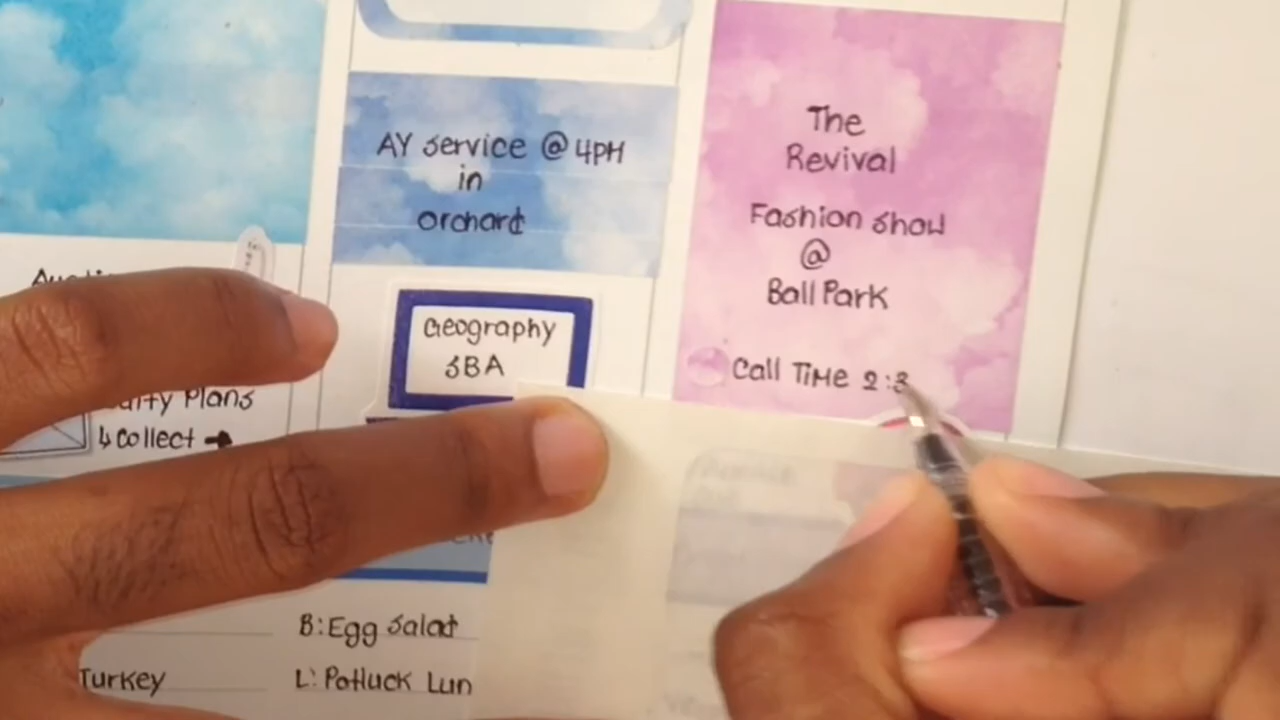 AY service @ 4PM
in
orchard
The
Revival
Fashion Show
@
Ball Park
Call Time 2:3
Geography
SBA
Plans
↳ Collect →
B: Egg Salad
Turkey
L: Potluck Lun